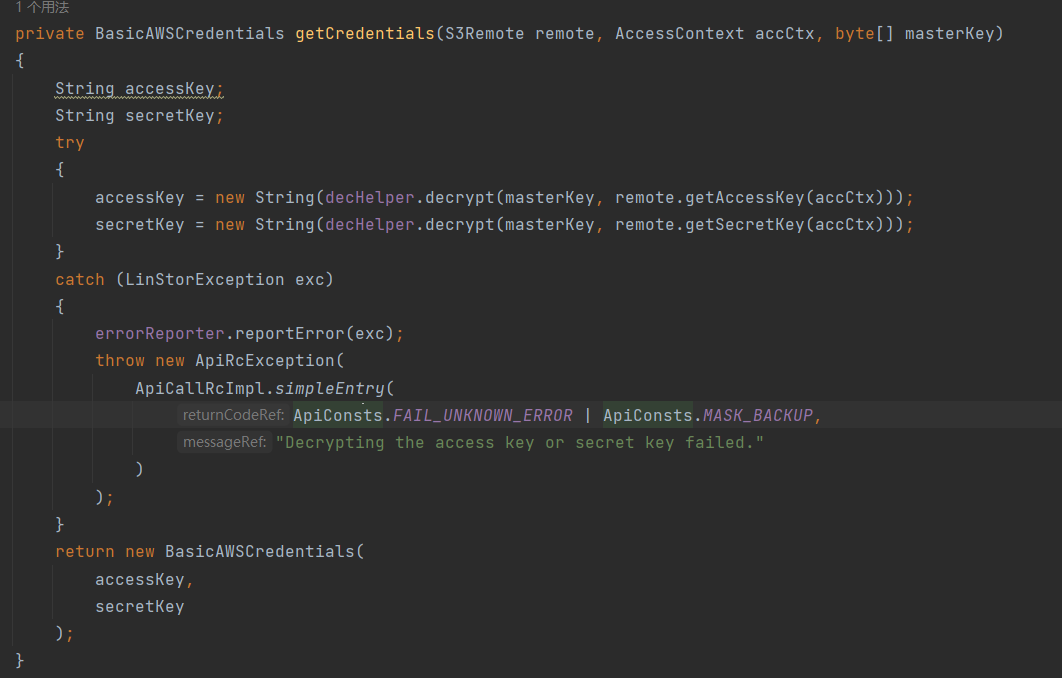 1 个用法
private BasicAWSCredentials getCredentials(S3Remote remote, AccessContext accCtx, byte[] masterKey)
{
    String accessKey;
    String secretKey;
    try
    {
        accessKey = new String(decHelper.decrypt(masterKey, remote.getAccessKey(accCtx)));
        secretKey = new String(decHelper.decrypt(masterKey, remote.getSecretKey(accCtx)));
    }
    catch (LinStorException exc)
    {
        errorReporter.reportError(exc);
        throw new ApiRcException(
            ApiCallRcImpl.simpleEntry(
                returnCodeRef: ApiConsts.FAIL_UNKNOWN_ERROR | ApiConsts.MASK_BACKUP,
                messageRef: "Decrypting the access key or secret key failed."
            )
        );
    }
    return new BasicAWSCredentials(
        accessKey,
        secretKey
    );
}